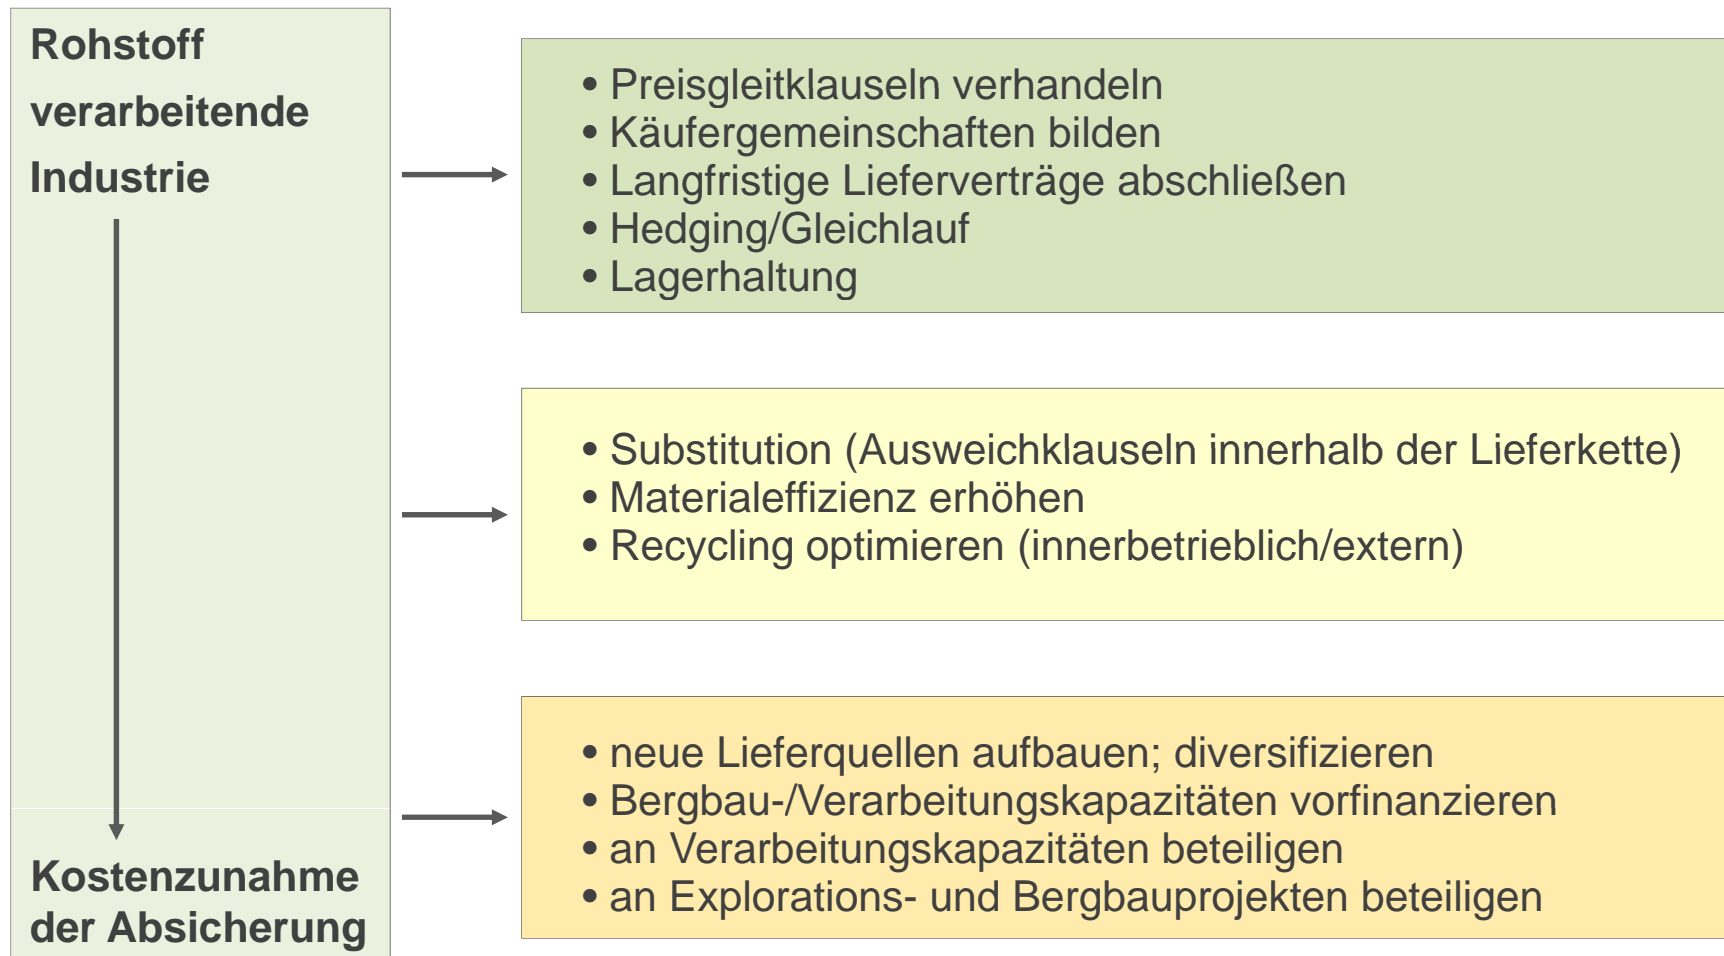 Rohstoff
verarbeitende
Industrie
• Preisgleitklauseln verhandeln
• Käufergemeinschaften bilden
• Langfristige Lieferverträge abschließen
• Hedging/Gleichlauf
• Lagerhaltung
• Substitution (Ausweichklauseln innerhalb der Lieferkette)
• Materialeffizienz erhöhen
• Recycling optimieren (innerbetrieblich/extern)
• neue Lieferquellen aufbauen; diversifizieren
• Bergbau-/Verarbeitungskapazitäten vorfinanzieren
• an Verarbeitungskapazitäten beteiligen
• an Explorations- und Bergbauprojekten beteiligen
Kostenzunahme
der Absicherung